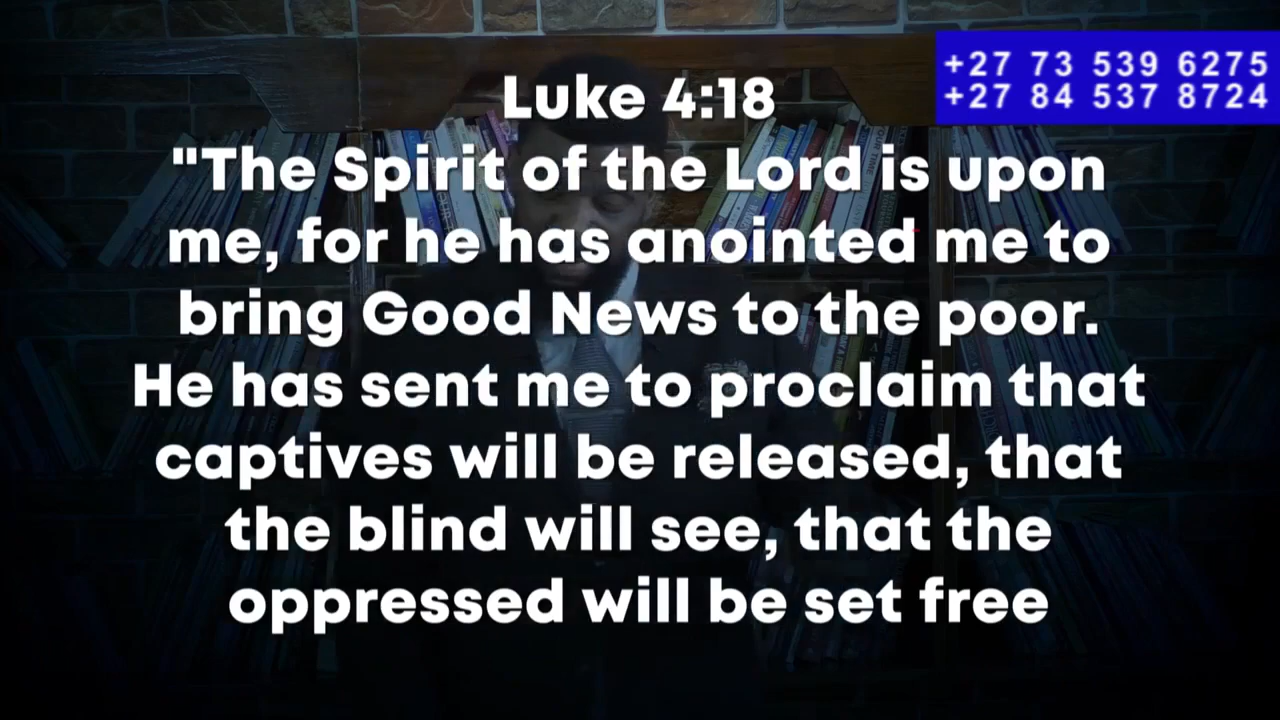 +27 73 539 6275
+27 84 537 8724
Luke 4:18
"The Spirit of the Lord is upon
me, for he has anointed me to
bring Good News to the poor.
He has sent me to proclaim that
captives will be released, that
the blind will see, that the
oppressed will be set free